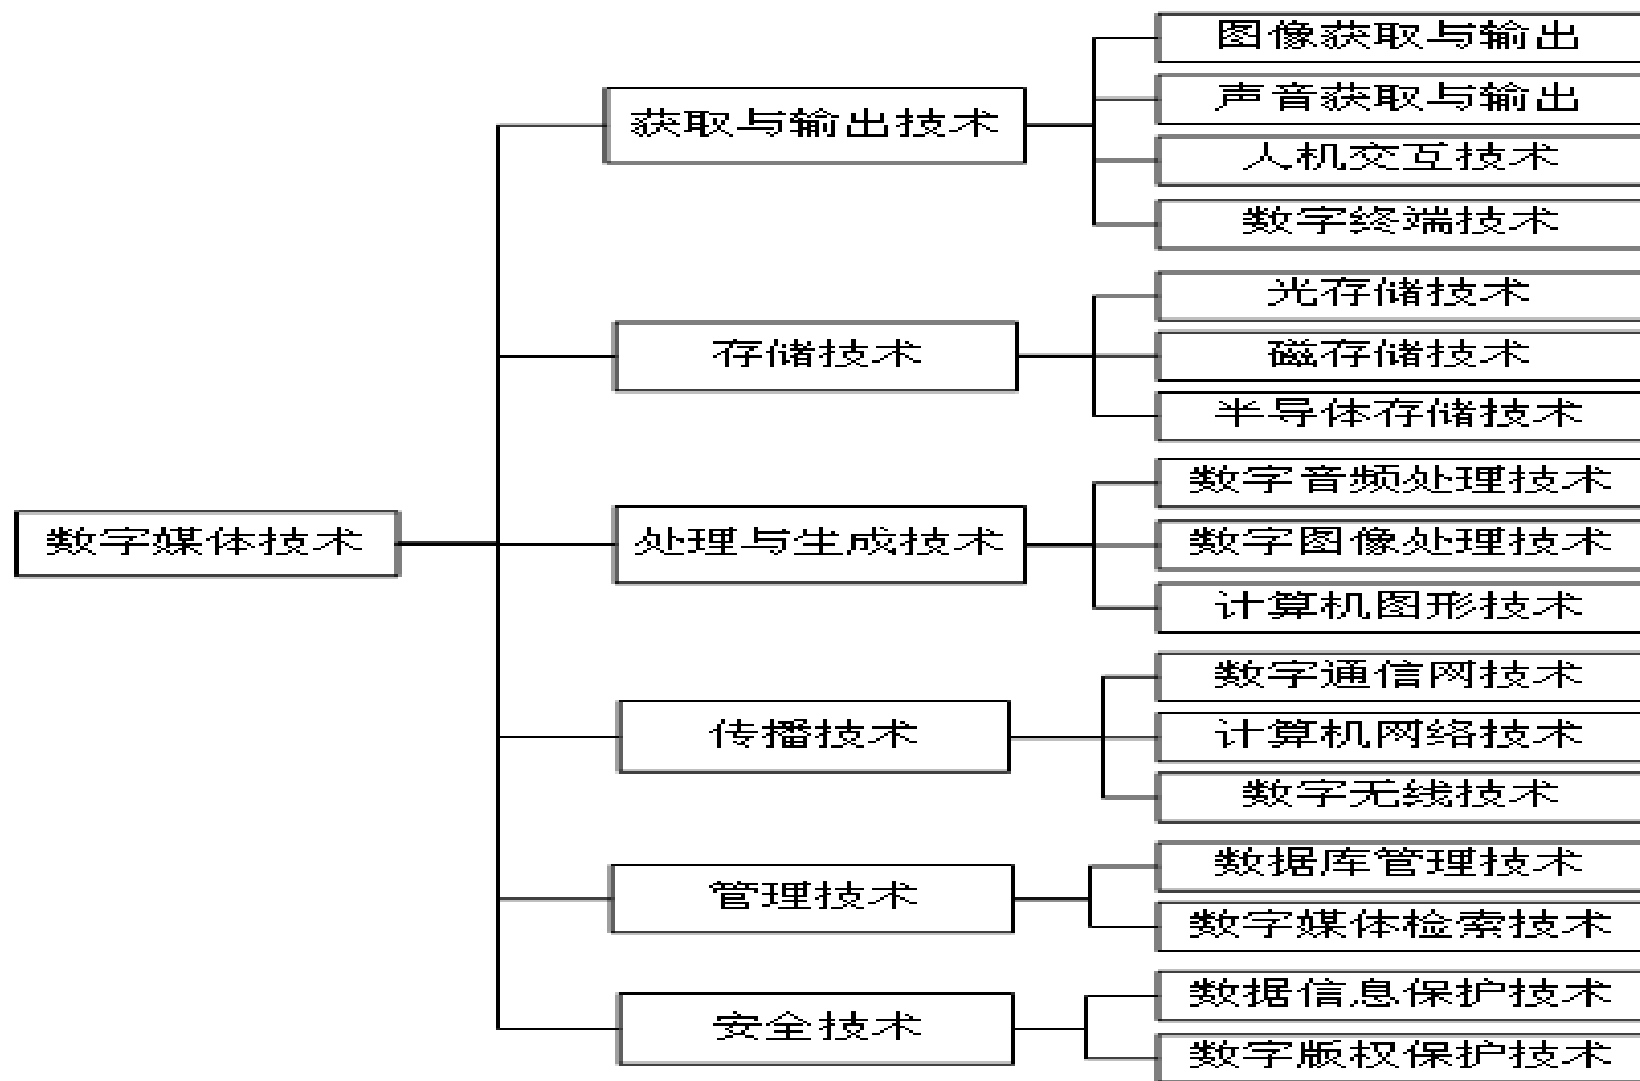 数字媒体技术
获取与输出技术
图像获取与输出
声音获取与输出
人机交互技术
数字终端技术
存储技术
光存储技术
磁存储技术
半导体存储技术
处理与生成技术
数字音频处理技术
数字图像处理技术
计算机图形技术
传播技术
数字通信网技术
计算机网络技术
数字无线技术
管理技术
数据库管理技术
数字媒体检索技术
安全技术
数据信息保护技术
数字版权保护技术